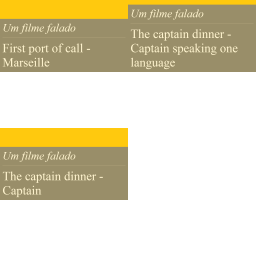 Um filme falado
First port of call -
Marseille
Um filme falado
The captain dinner -
Captain speaking one
language
Um filme falado
The captain dinner -
Captain